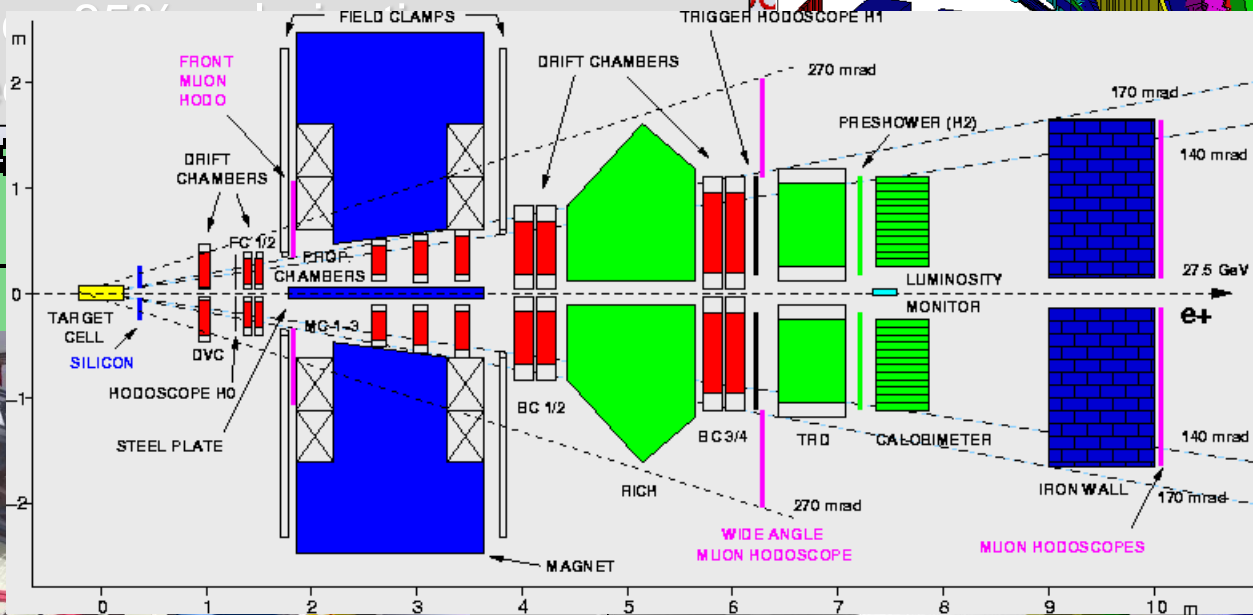 FIELD CLAMPS
TRIGGER HODOSCOPE H1
m
FRONT
MUON
HODO
DRIFT CHAMBERS
270 mrad
170 mrad
2
PRESHOWER (H2)
DRIFT
CHAMBERS
140 mrad
1
FC 1/2
PROP.
CHAMBERS
LUMINOSITY
MONITOR
27.5 GeV
0
e+
TARGET
CELL
SILICON
MC 1-3
DVC
HODOSCOPE H0
-1
STEEL PLATE
BC 1/2
BC 3/4
TRD
CALORIMETER
140 mrad
RICH
IRON WALL
170 mrad
-2
270 mrad
WIDE ANGLE
MUON HODOSCOPE
MUON HODOSCOPES
MAGNET
0 1 2 3 4 5 6 7 8 9 10 m